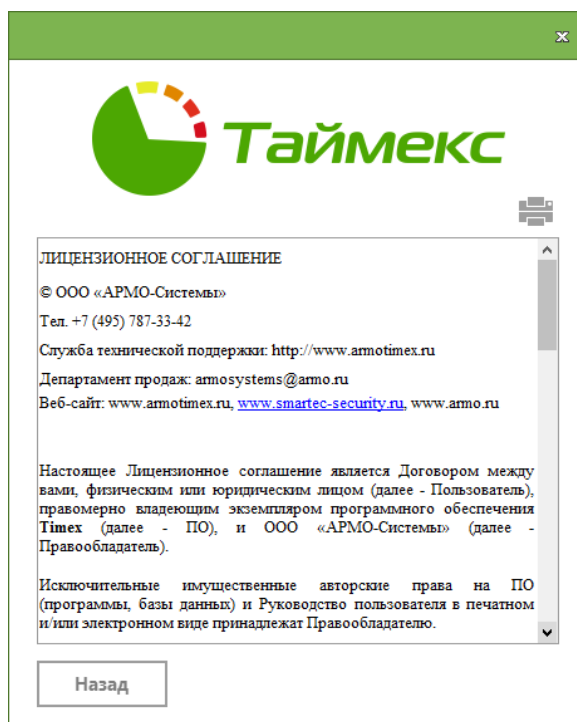 Таймекс
ЛИЦЕНЗИОННОЕ СОГЛАШЕНИЕ
© ООО «АРМО-Системы»
Тел. +7 (495) 787-33-42
Служба технической поддержки: http://www.armotimex.ru
Департамент продаж: armosystems@armo.ru
Веб-сайт: www.armotimex.ru, www.smartec-security.ru, www.armo.ru
Настоящее Лицензионное соглашение является Договором между
вами, физическим или юридическим лицом (далее - Пользователь),
правомерно владеющим экземпляром программного обеспечения
Timex (далее - ПО), и ООО «АРМО-Системы» (далее -
Правообладатель).
Исключительные имущественные авторские права на ПО
(программы, базы данных) и Руководство пользователя в печатном
и/или электронном виде принадлежат Правообладателю.
Назад